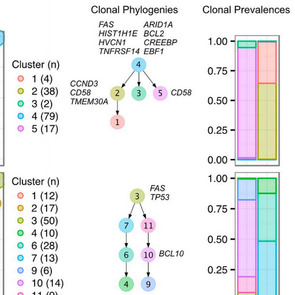 Clonal Phylogenies
Clonal Prevalences
FAS ARID1A
HIST1H1E BCL2
HVCN1 CREEBP
TNFRSF14 EBF1
4
CCND3
CD58
TMEM30A
2
3
5
CD58
1
Cluster (n)
1 (4)
2 (38)
3 (2)
4 (79)
5 (17)
1.00
0.75
0.50
0.25
0.00
Cluster (n)
1 (12)
2 (17)
3 (50)
4 (10)
6 (28)
7 (13)
9 (6)
10 (14)
3
FAS
TP53
7
11
6
10
BCL10
4
9
1.00
0.75
0.50
0.25